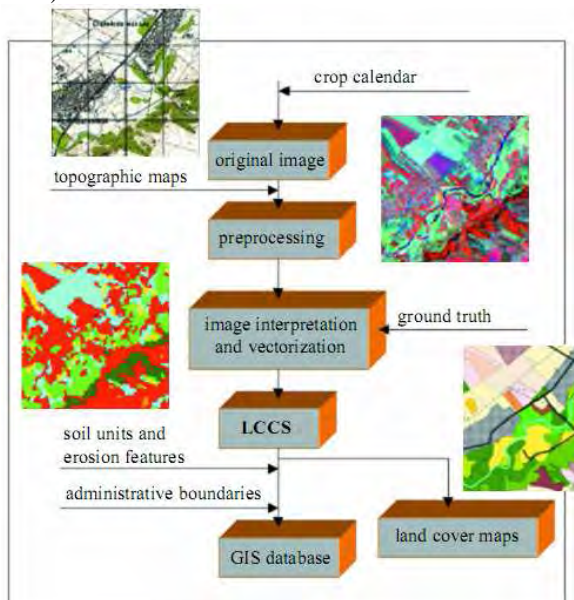 crop calendar
original image
topographic maps
preprocessing
image interpretation
and vectorization
ground truth
LCCS
soil units and
erosion features
administrative boundaries
GIS database
land cover maps